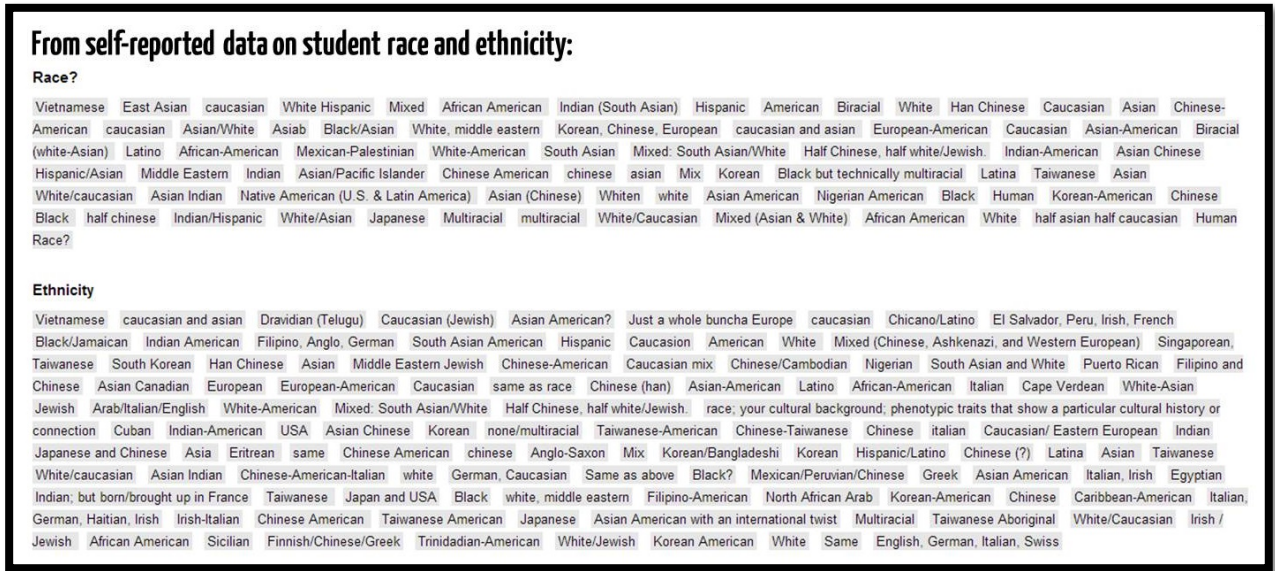 From self-reported data on student race and ethnicity:
Race?
Vietnamese East Asian caucasian White Hispanic Mixed African American Indian (South Asian) Hispanic American Biracial White Han Chinese Caucasian Asian Chinese-
American caucasian Asian/White Asiab Black/Asian White, middle eastern Korean, Chinese, European caucasian and asian European-American Caucasian Asian-American Biracial
(white-Asian) Latino African-American Mexican-Palestinian White-American South Asian Mixed: South Asian/White Half Chinese, half white/Jewish. Indian-American Asian Chinese
Hispanic/Asian Middle Eastern Indian Asian/Pacific Islander Chinese American chinese asian Mix Korean Black but technically multiracial Latina Taiwanese Asian
White/caucasian Asian Indian Native American (U.S. & Latin America) Asian (Chinese) Whiten white Asian American Nigerian American Black Human Korean-American Chinese
Black half chinese Indian/Hispanic White/Asian Japanese Multiracial multiracial White/Caucasian Mixed (Asian & White) African American White half asian half caucasian Human
Race?
Ethnicity
Vietnamese caucasian and asian Dravidian (Telugu) Caucasian (Jewish) Asian American? Just a whole buncha Europe caucasian Chicano/Latino El Salvador, Peru, Irish, French
Black/Jamaican Indian American Filipino, Anglo, German South Asian American Hispanic Caucasion American White Mixed (Chinese, Ashkenazi, and Western European) Singaporean,
Taiwanese South Korean Han Chinese Asian Middle Eastern Jewish Chinese-American Caucasian mix Chinese/Cambodian Nigerian South Asian and White Puerto Rican Filipino and
Chinese Asian Canadian European European-American Caucasian same as race Chinese (han) Asian-American Latino African-American Italian Cape Verdean White-Asian
Jewish Arab/Italian/English White-American Mixed: South Asian/White Half Chinese, half white/Jewish. race; your cultural background; phenotypic traits that show a particular cultural history or
connection Cuban Indian-American USA Asian Chinese Korean none/multiracial Taiwanese-American Chinese-Taiwanese Chinese italian Caucasian/ Eastern European Indian
Japanese and Chinese Asia Eritrean same Chinese American chinese Anglo-Saxon Mix Korean/Bangladeshi Korean Hispanic/Latino Chinese (?) Latina Asian Taiwanese
White/caucasian Asian Indian Chinese-American-Italian white German, Caucasian Same as above Black? Mexican/Peruvian/Chinese Greek Asian American Italian, Irish Egyptian
Indian; but born/brought up in France Taiwanese Japan and USA Black white, middle eastern Filipino-American North African Arab Korean-American Chinese Caribbean-American Italian,
German, Haitian, Irish Irish-Italian Chinese American Taiwanese American Japanese Asian American with an international twist Multiracial Taiwanese Aboriginal White/Caucasian Irish /
Jewish African American Sicilian Finnish/Chinese/Greek Trinidadian-American White/Jewish Korean American White Same English, German, Italian, Swiss